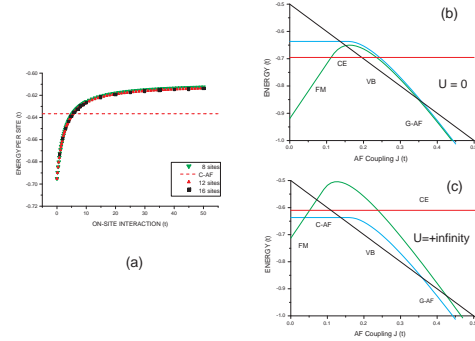 -0.60
-0.62
-0.64
-0.66
-0.68
-0.70
-0.72
ENERGY PER SITE (t)
0 10 20 30 40 50
ON-SITE INTERACTION (t)
8 sites
C-AF
12 sites
16 sites
(a)
(b)
-0.5
-0.6
-0.7
-0.8
-0.9
-1.0
ENERGY (t)
CE
FM
VB
U = 0
G-AF
0.0 0.1 0.2 0.3 0.4 0.5
AF Coupling J (t)
(c)
-0.5
-0.6
-0.7
-0.8
-0.9
-1.0
ENERGY (t)
CE
C-AF
FM
VB
U=+infinity
G-AF
0.0 0.1 0.2 0.3 0.4 0.5
AF Coupling J (t)